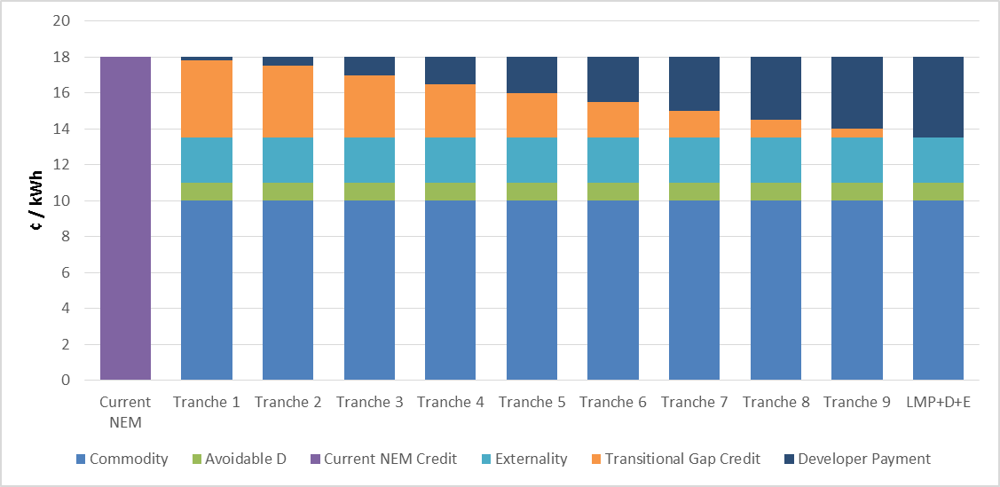 20
18
16
14
12
10
8
6
4
2
0
¢ / kWh
Current
NEM
Tranche 1
Tranche 2
Tranche 3
Tranche 4
Tranche 5
Tranche 6
Tranche 7
Tranche 8
Tranche 9
LMP+D+E
Commodity
Avoidable D
Current NEM Credit
Externality
Transitional Gap Credit
Developer Payment